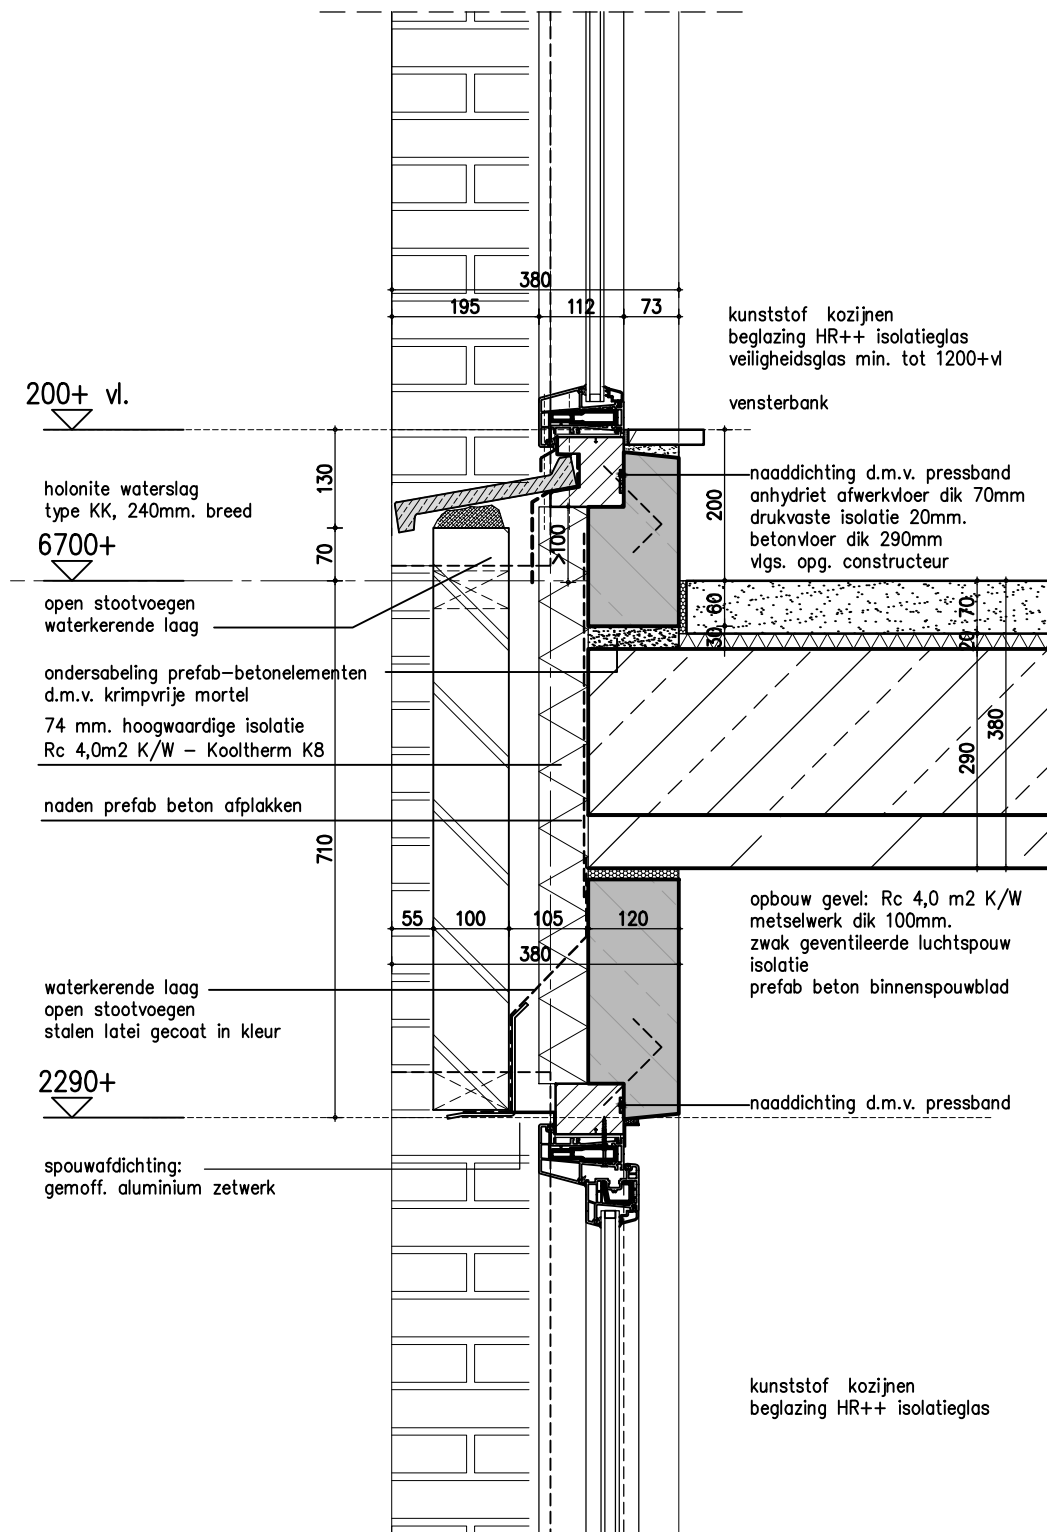 380
195
112
73
kunststof kozijnen
beglazing HR++ isolatieglas
veiligheidsglas min. tot 1200+vl
vensterbank
200+ vl.
130
holonite waterslag
type KK, 240mm. breed
naaddichting d.m.v. pressband
anhydriet afwerkvloer dik 70mm
drukvaste isolatie 20mm.
betonvloer dik 290mm
vlgs. opg. constructeur
200
>100
6700+
70
open stootvoegen
waterkerende laag
60
30
70
20
ondersabeling prefab-betonelementen
d.m.v. krimpvrije mortel
74 mm. hoogwaardige isolatie
Rc 4,0m2 K/W - Kooltherm K8
290
380
naden prefab beton afplakken
710
55
100
105
120
380
opbouw gevel: Rc 4,0 m2 K/W
metselwerk dik 100mm.
zwak geventileerde luchtspouw
isolatie
prefab beton binnenspouwblad
waterkerende laag
open stootvoegen
stalen latei gecoat in kleur
2290+
naaddichting d.m.v. pressband
spouwafdichting:
gemoff. aluminium zetwerk
kunststof kozijnen
beglazing HR++ isolatieglas